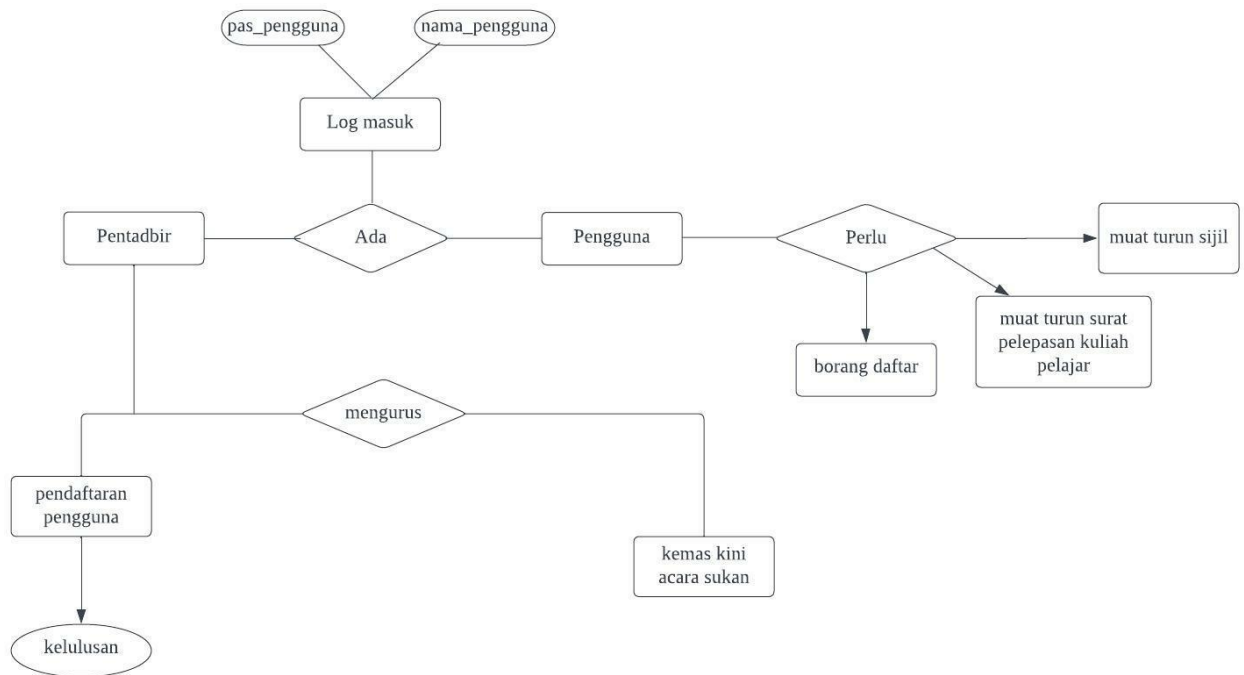 pas_pengguna
nama_pengguna
Log masuk
Pentadbir
Ada
Pengguna
Perlu
muat turun sijil
muat turun surat
pelepasan kuliah
pelajar
borang daftar
mengurus
pendaftaran
pengguna
kemas kini
acara sukan
kelulusan